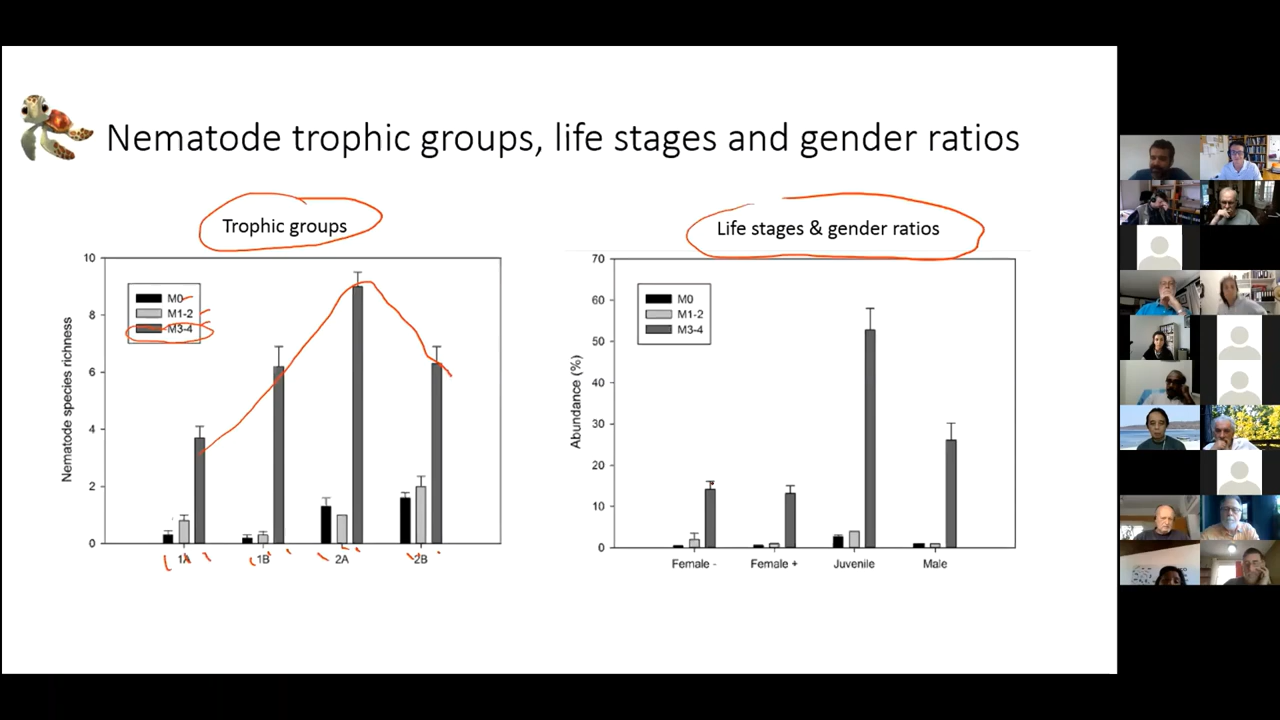 Nematode trophic groups, life stages and gender ratios
Trophic groups
10
8
6
4
2
0
Nematode species richness
M0
M1-2
M3-4
1A
1B
2A
2B
Life stages & gender ratios
70
60
50
40
30
20
10
0
Abundance (%)
M0
M1-2
M3-4
Female -
Female +
Juvenile
Male